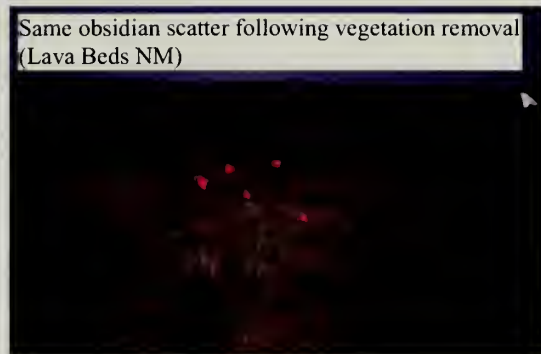 Same obsidian scatter following vegetation removal
(Lava Beds NM)